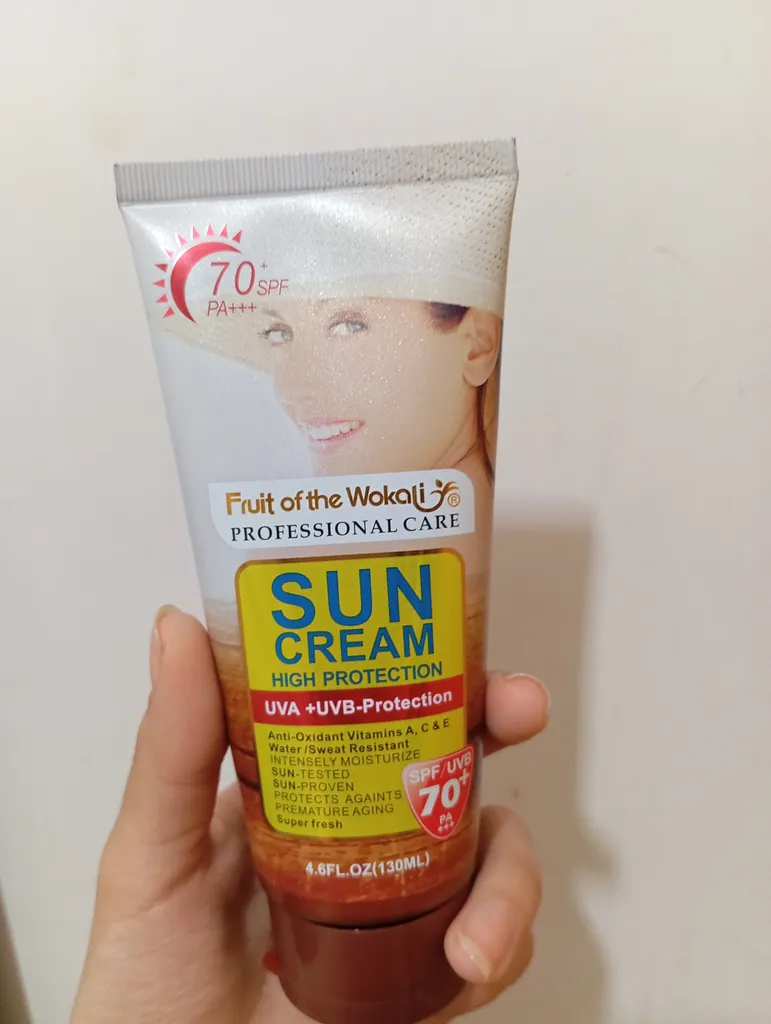 70+ SPF
PA+++
Fruit of the Wokali ®
PROFESSIONAL CARE
SUN
CREAM
HIGH PROTECTION
UVA +UVB-Protection
Anti-Oxidant Vitamins A, C & E
Water/Sweat Resistant
INTENSELY MOISTURIZE
SUN-TESTED
SUN-PROVEN
PROTECTS AGAINTS
PREMATURE AGING
Super fresh
SPF/UVB
70+
PA
+++
4.6FL.OZ(130ML)